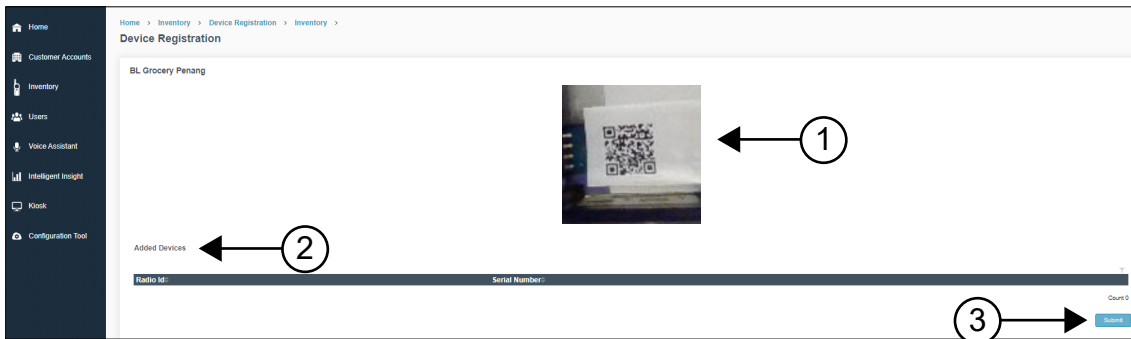 Home
Customer Accounts
Inventory
Users
Voice Assistant
Intelligent Insight
Kiosk
Configuration Tool
Home > Inventory > Device Registration > Inventory >
Device Registration
BL Grocery Penang
1
Added Devices
2
Radio Id
Serial Number
Count 0
3
Submit